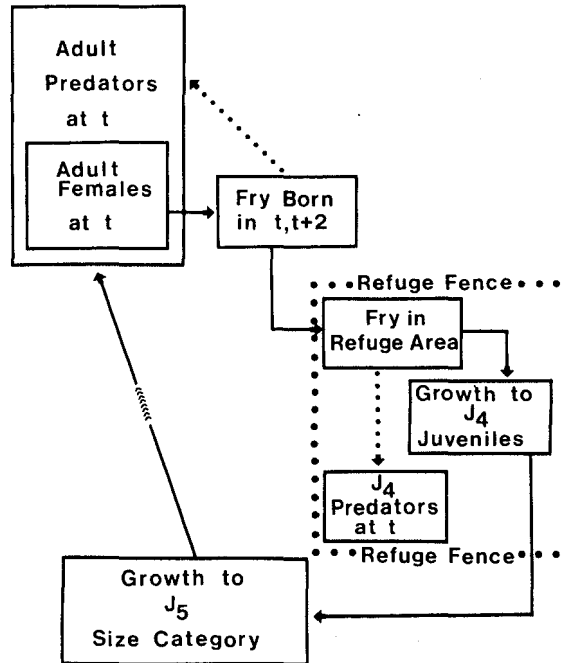 Adult
Predators
at t
Adult
Females
at t
Fry Born
in t,t+2
Refuge Fence
Fry in
Refuge Area
Growth to
J4
Juveniles
J4
Predators
at t
Refuge Fence
Growth to
J5
Size Category